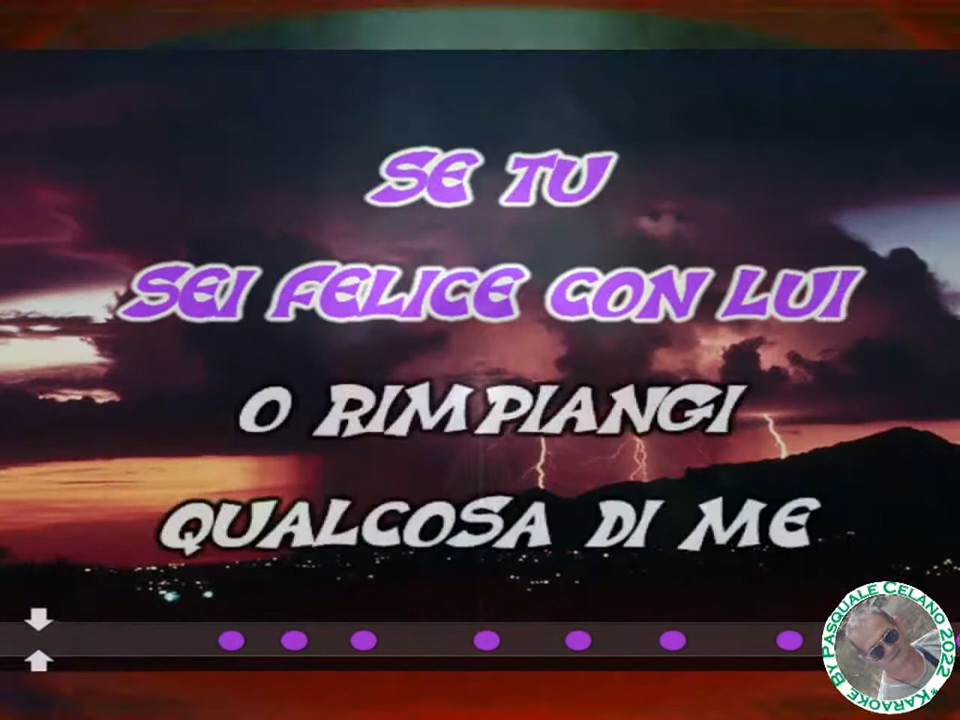 SE TU
SEI FELICE CON LUI
O RIMPIANGI
QUALCOSA DI ME
KARAOKE BY PASQUALE CELANO 2022 *